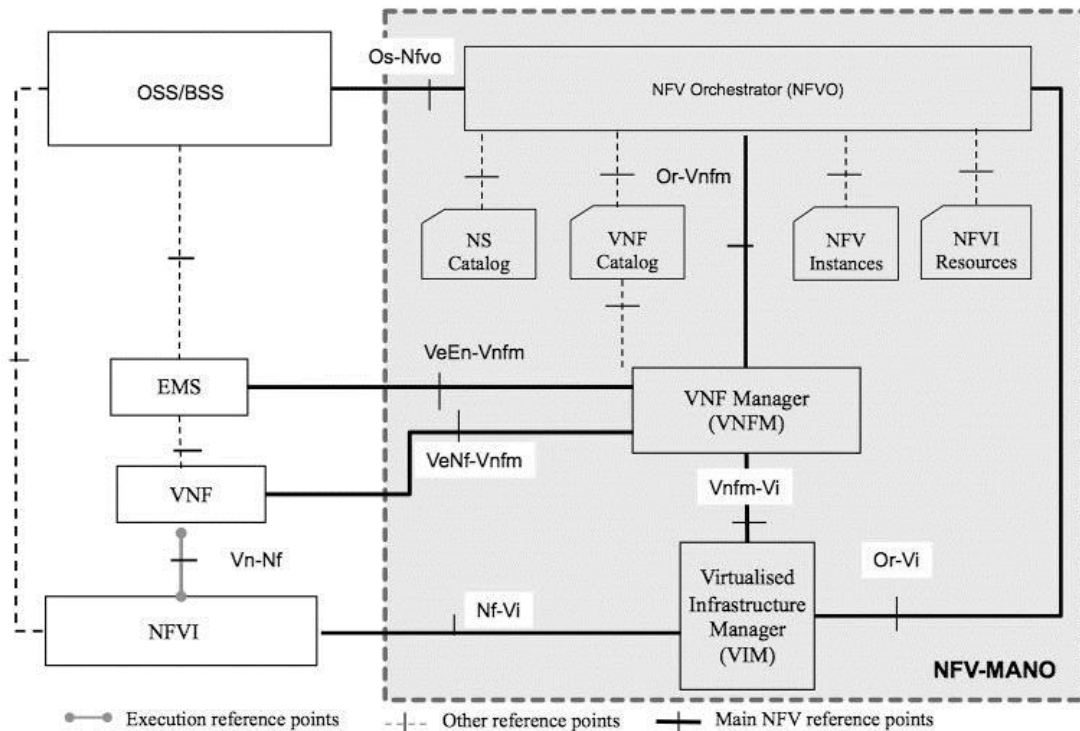 Os-Nfvo
OSS/BSS
NFV Orchestrator (NFVO)
Or-Vnfm
NS
Catalog
VNF
Catalog
NFV
Instances
NFVI
Resources
VeEn-Vnfm
EMS
VNF Manager
(VNFM)
VeNf-Vnfm
VNF
Vnfm-Vi
Vn-Nf
Or-Vi
Virtualised
Infrastructure
Manager
(VIM)
Nf-Vi
NFVI
NFV-MANO
Execution reference points
Other reference points
Main NFV reference points